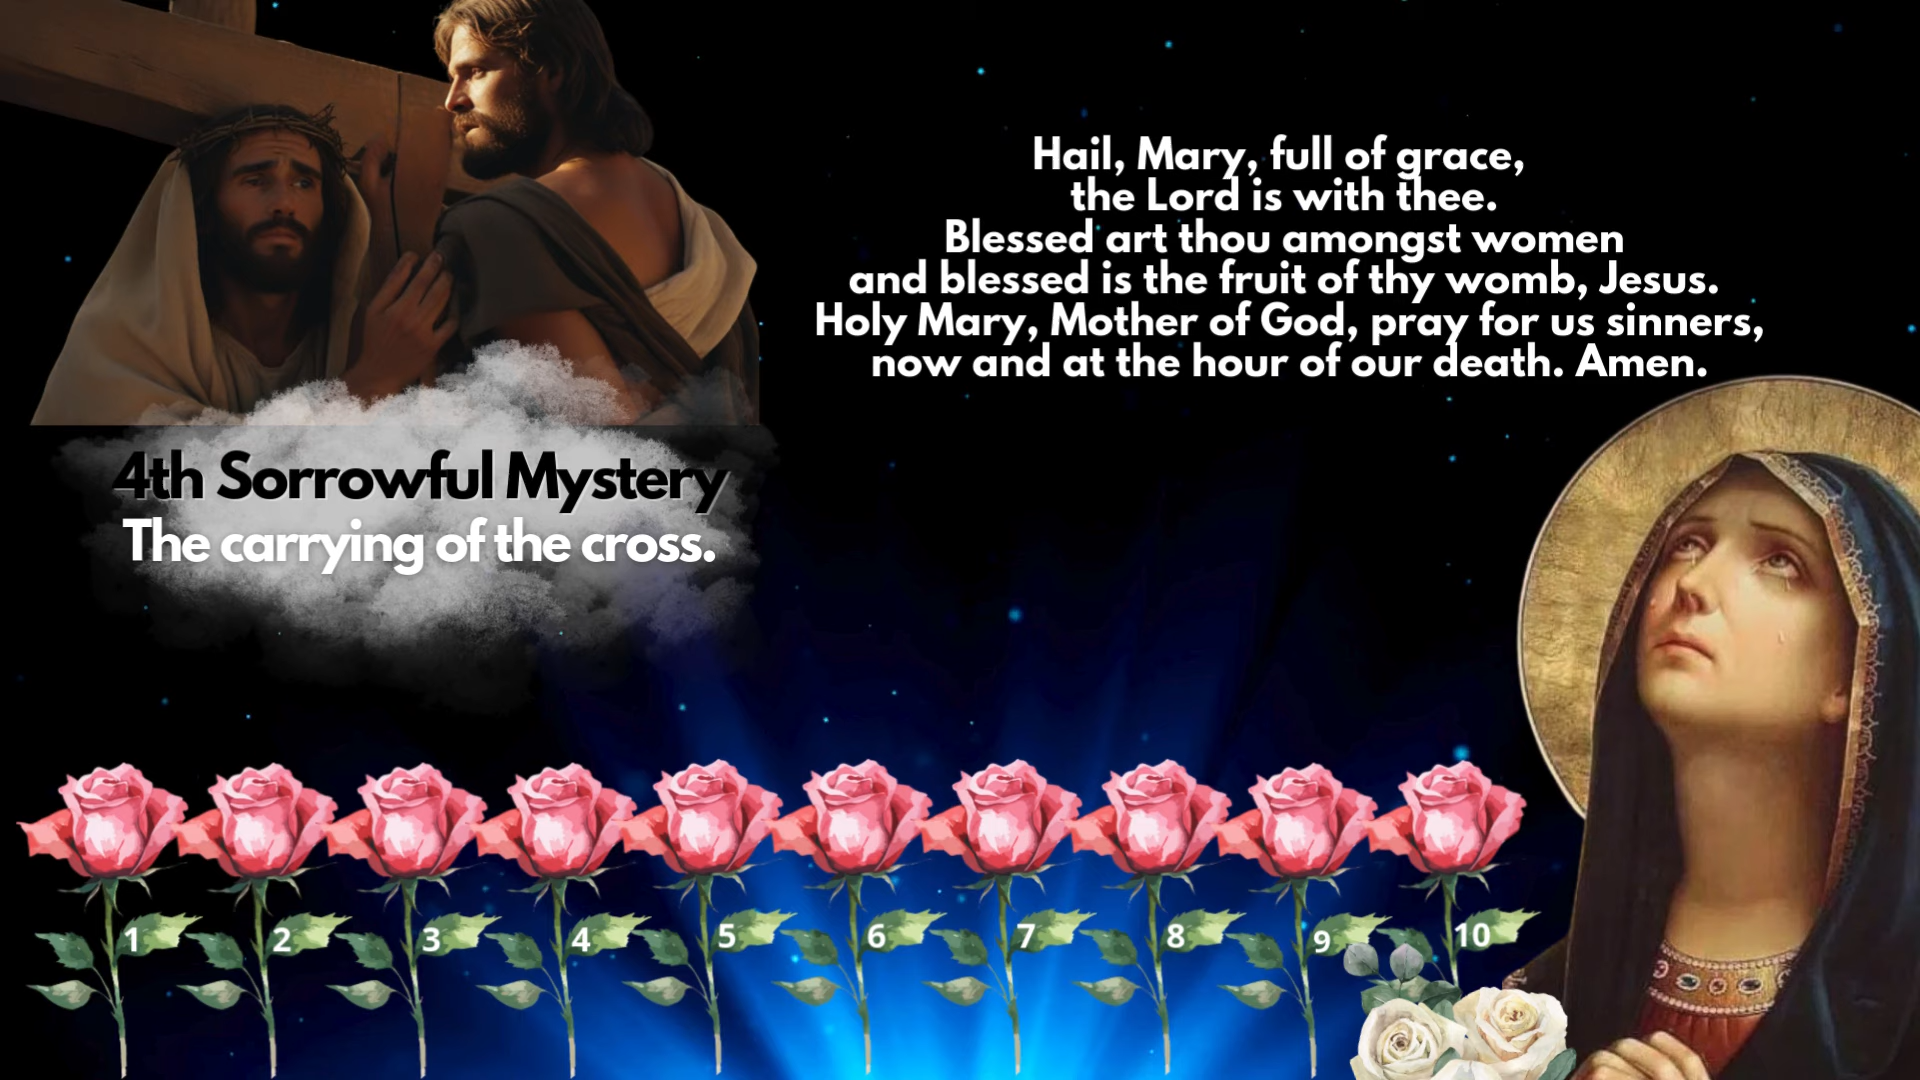 Hail, Mary, full of grace,
the Lord is with thee.
Blessed art thou amongst women
and blessed is the fruit of thy womb, Jesus.
Holy Mary, Mother of God, pray for us sinners,
now and at the hour of our death. Amen.
4th Sorrowful Mystery
The carrying of the cross.
1 2 3 4 5 6 7 8 9 10